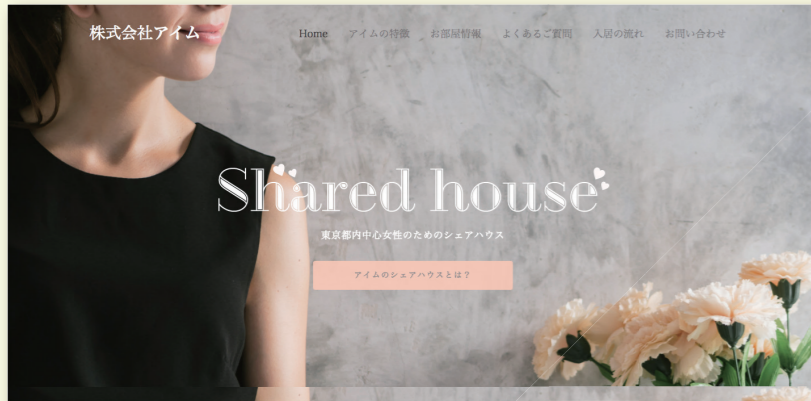 株式会社アイム
Home アイムの特徴 お部屋情報 よくあるご質問 入居の流れ お問い合わせ
Shared house
東京都内中心女性のためのシェアハウス
アイムのシェアハウスとは？